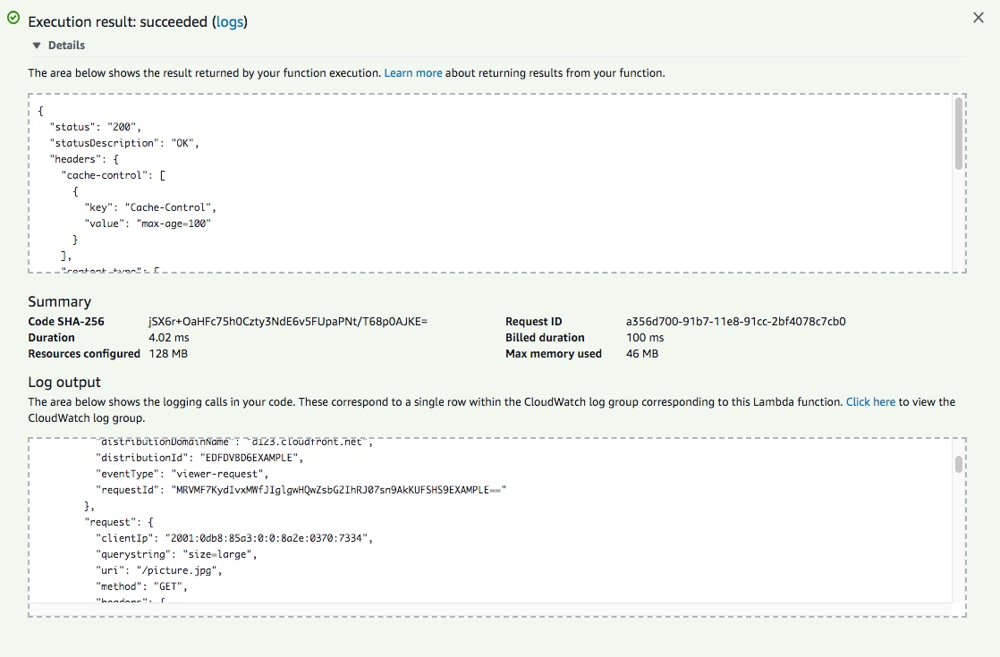 Execution result: succeeded (logs)
Details
The area below shows the result returned by your function execution. Learn more about returning results from your function.
{
"status": "200",
"statusDescription": "OK",
"headers": {
"cache-control": [
{
"key": "Cache-Control",
"value": "max-age=100"
}
],
"content-type": [
Summary
Code SHA-256 jSX6r+OaHFc75h0Czty3NdE6v5FUpaPNt/T68p0AJKE= Request ID a356d700-91b7-11e8-91cc-2bf4078c7cb0
Duration 4.02 ms Billed duration 100 ms
Resources configured 128 MB Max memory used 46 MB
Log output
The area below shows the logging calls in your code. These correspond to a single row within the CloudWatch log group corresponding to this Lambda function. Click here to view the
CloudWatch log group.
"distributionDomainName": "d123.cloudfront.net",
"distributionId": "EDFDVBD6EXAMPLE",
"eventType": "viewer-request",
"requestId": "MRVMF7KydIvxMWfJIglgwHQwZsbG2IhRJ07sn9AkKUFSHS9EXAMPLE=="
},
"request": {
"clientIp": "2001:0db8:85a3:0:0:8a2e:0370:7334",
"querystring": "size=large",
"uri": "/picture.jpg",
"method": "GET",
"headers": {